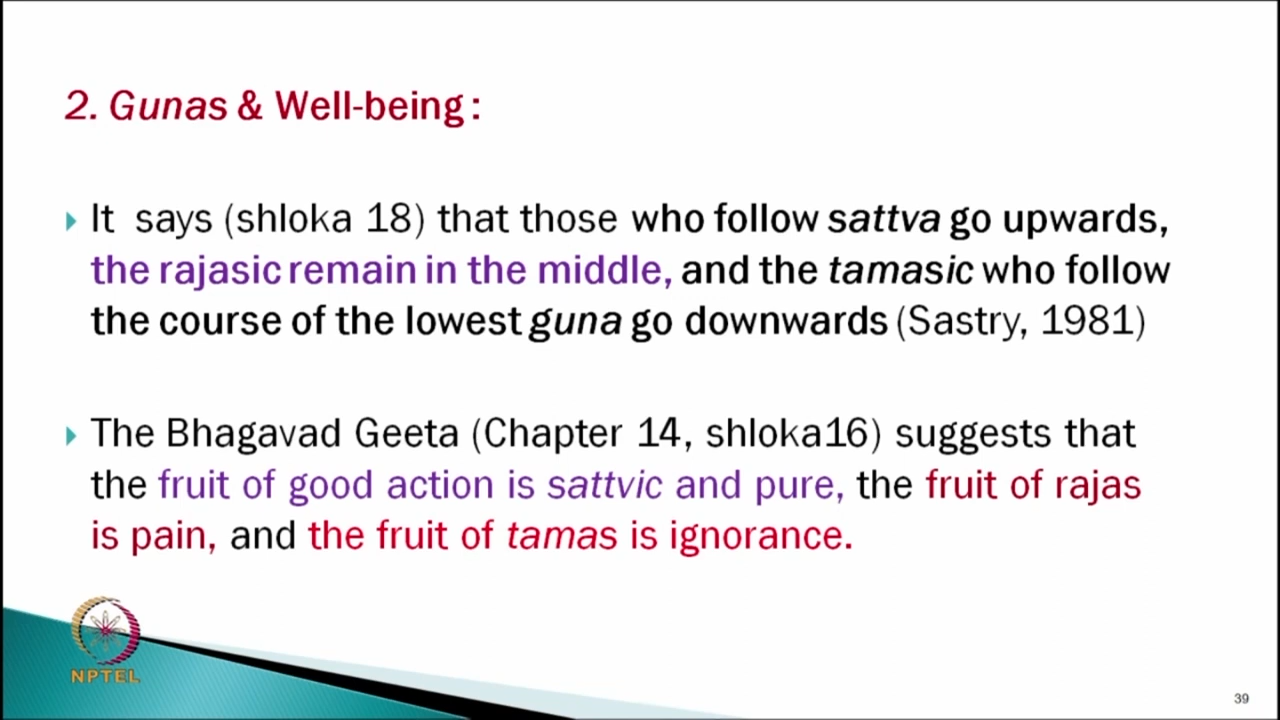 2. Gunas & Well-being :
It says (shloka 18) that those who follow sattva go upwards,
the rajasic remain in the middle, and the tamasic who follow
the course of the lowest guna go downwards (Sastry, 1981)
The Bhagavad Geeta (Chapter 14, shloka16) suggests that
the fruit of good action is sattvic and pure, the fruit of rajas
is pain, and the fruit of tamas is ignorance.
NPTEL
39